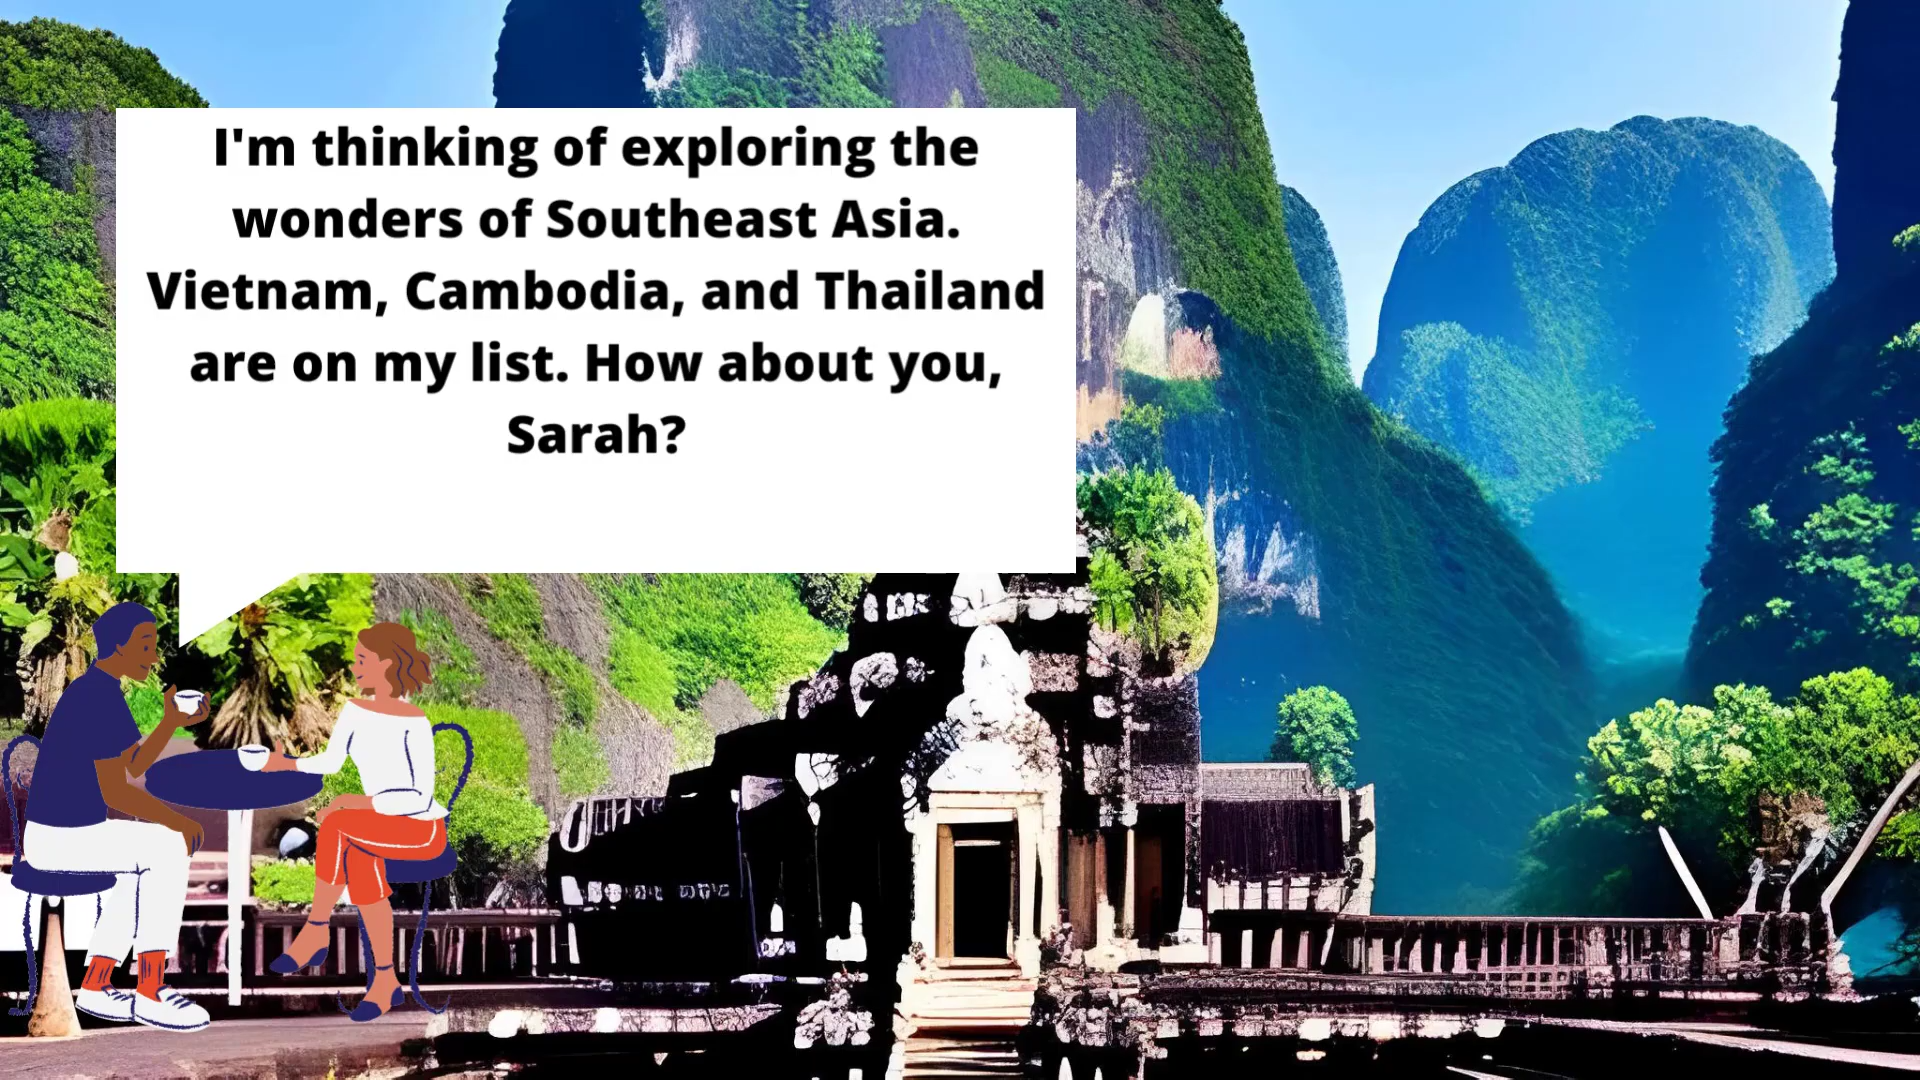 I'm thinking of exploring the
wonders of Southeast Asia.
Vietnam, Cambodia, and Thailand
are on my list. How about you,
Sarah?